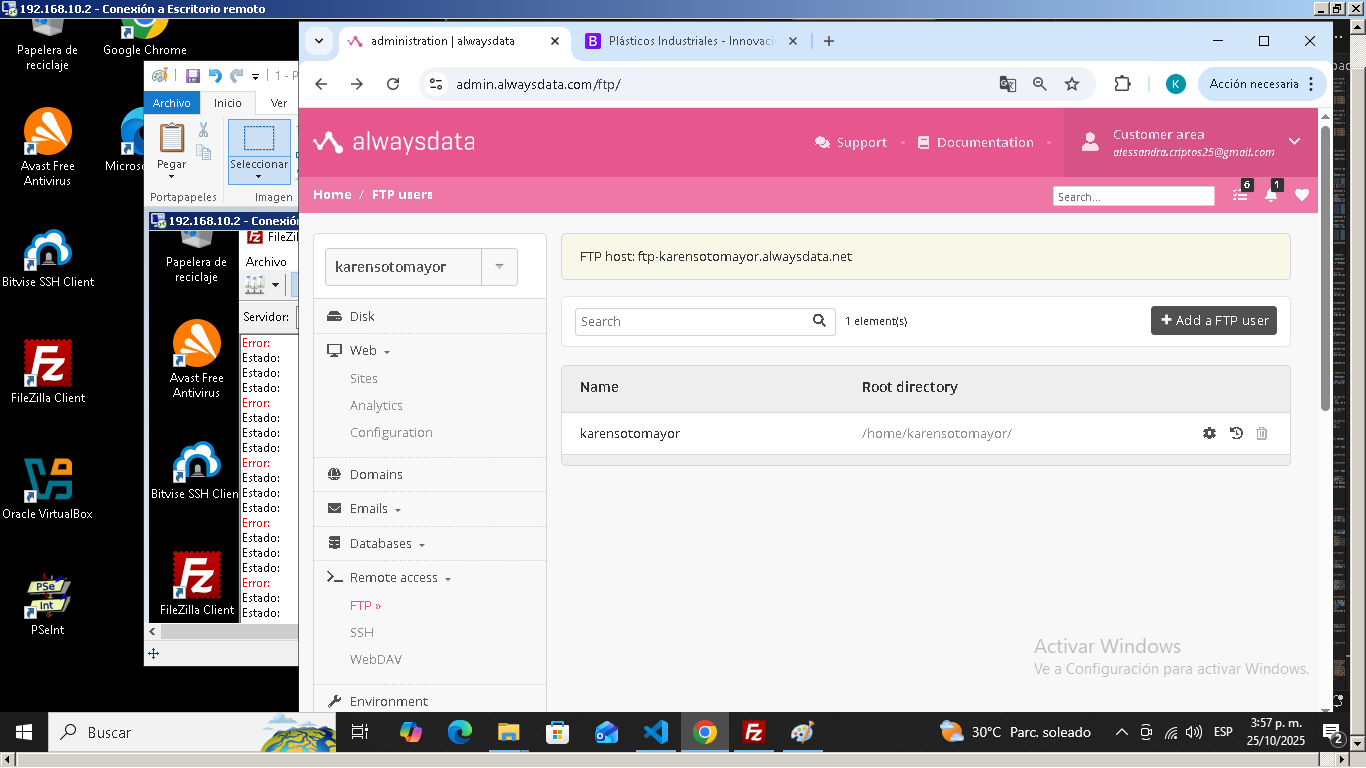 192.168.10.2 - Conexión a Escritorio remoto
Papelera de
reciclaje
Google Chrome
Avast Free
Antivirus
Bitvise SSH Client
FileZilla Client
Oracle VirtualBox
PSe
Int
PSeInt
Archivo
Inicio
Ver
Pegar
Seleccionar
Portapapeles
Imagen
192.168.10.2 - Conexión
Papelera de
reciclaje
Avast Free
Antivirus
Bitvise SSH Clien
FileZilla Client
Archivo
Servidor:
Error:
Estado:
Estado:
Estado:
Error:
Estado:
Estado:
Estado:
Error:
Estado:
Estado:
Estado:
Error:
Estado:
Estado:
Estado:
Error:
Estado:
Estado:
administration | alwaysdata
Plásticos Industriales - Innovaci
admin.alwaysdata.com/ftp/
K
Acción necesaria
alwaysdata
Support
Documentation
Customer area
alessandra.criptos25@gmail.com
Home / FTP users
Search...
6
1
karensotomayor
Disk
Web
Sites
Analytics
Configuration
Domains
Emails
Databases
Remote access
FTP »
SSH
WebDAV
Environment
FTP host: ftp-karensotomayor.alwaysdata.net
Search
1 element(s)
+ Add a FTP user
Name Root directory
karensotomayor /home/karensotomayor/
Activar Windows
Ve a Configuración para activar Windows.
Buscar
30°C Parc. soleado
ESP
3:57 p. m.
25/10/2025
2